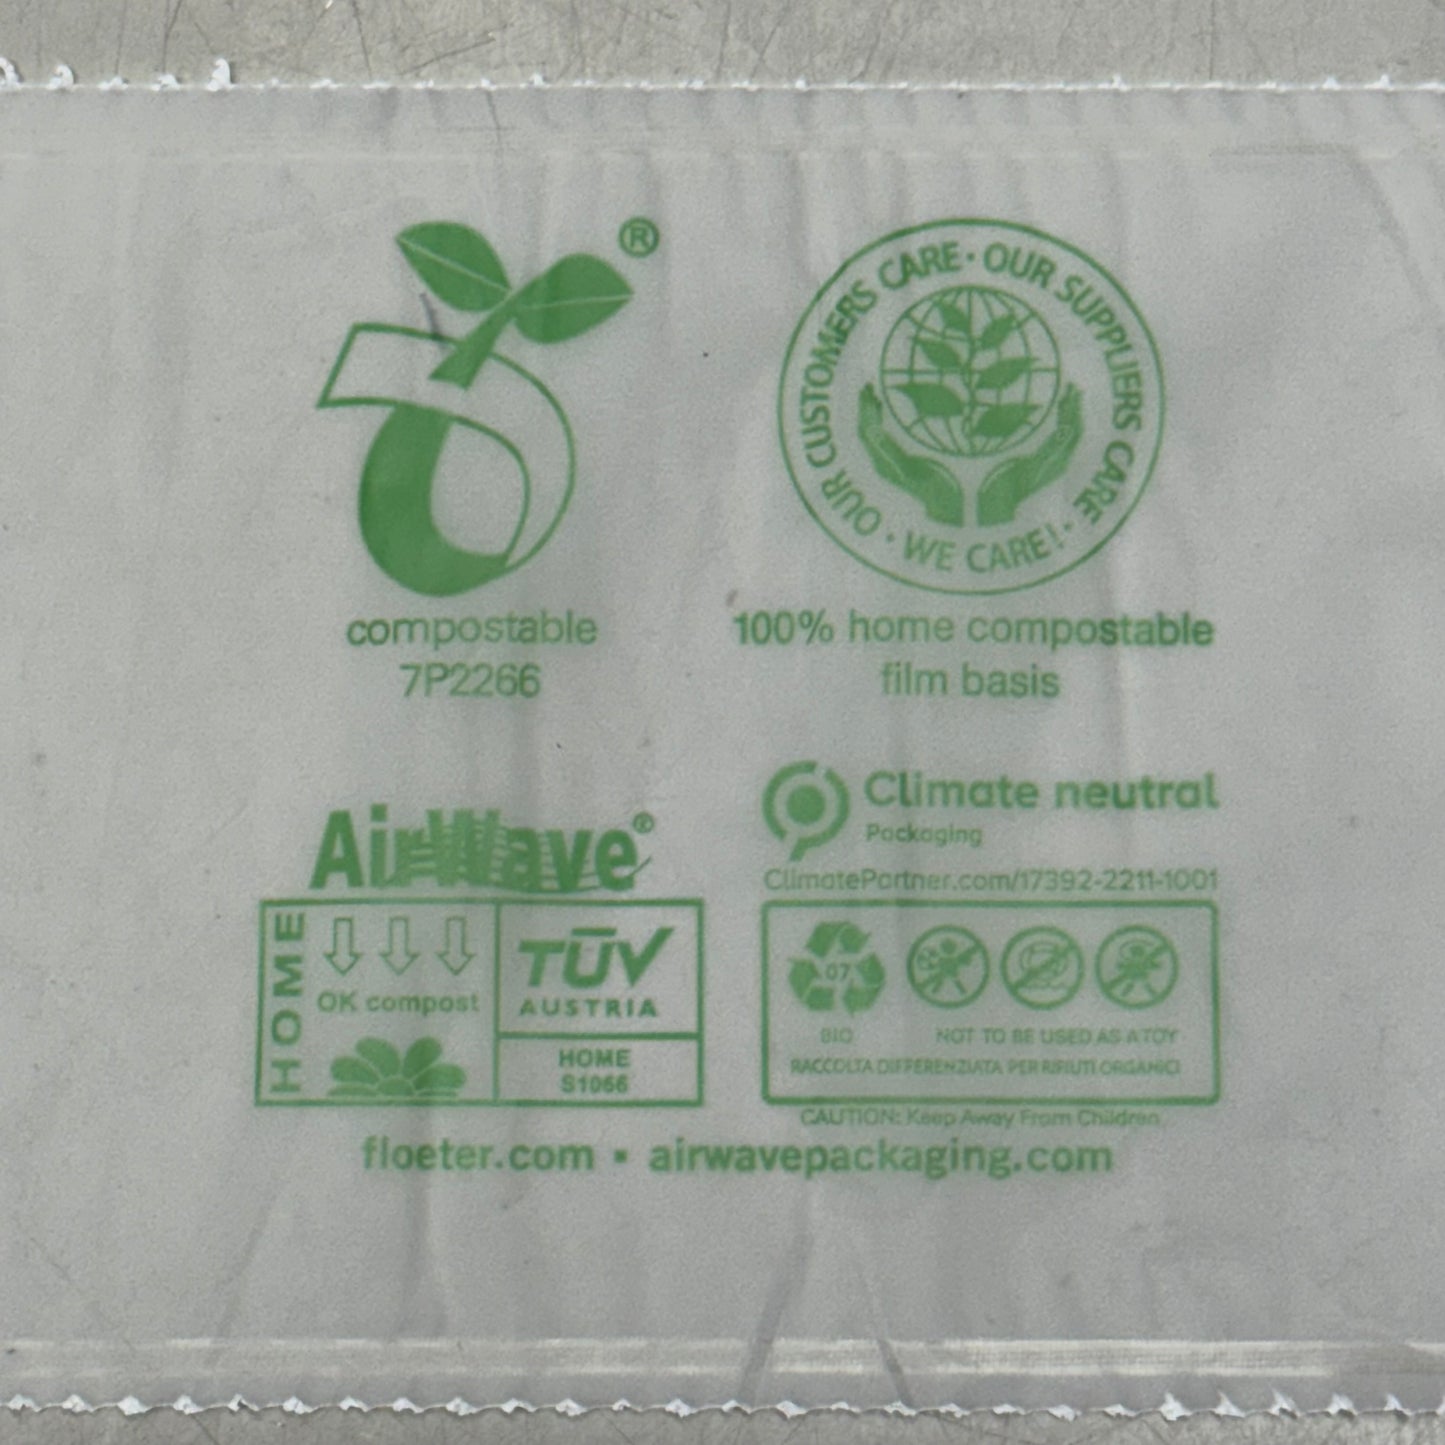 ®
OUR CUSTOMERS CARE · OUR SUPPLIERS CARE · WE CARE! ·
compostable
7P2266
100% home compostable
film basis
AirWave®
Climate neutral
Packaging
ClimatePartner.com/17392-2211-1001
HOME
OK compost
TÜV
AUSTRIA
HOME
S1066
07
BIO
NOT TO BE USED AS A TOY
RACCOLTA DIFFERENZIATA PER RIFIUTI ORGANICI
CAUTION: Keep Away From Children
floeter.com ▪ airwavepackaging.com